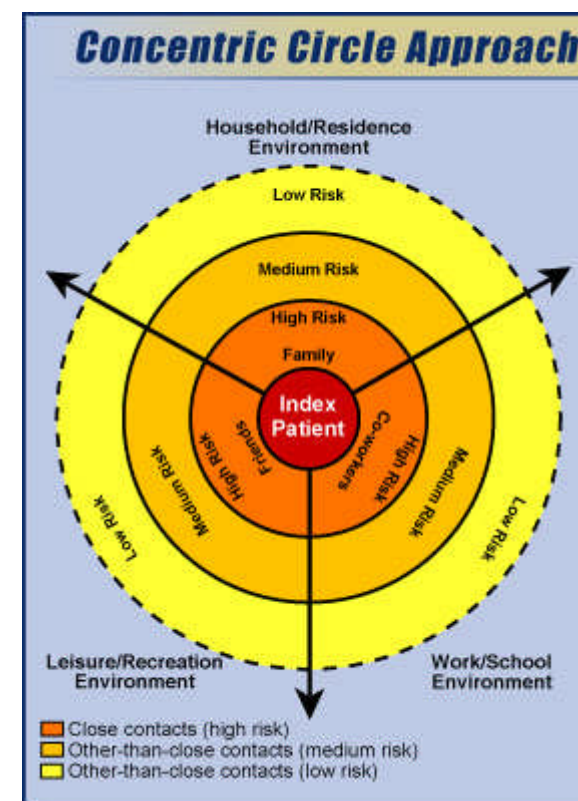 Concentric Circle Approach
Household/Residence
Environment
Low Risk
Medium Risk
High Risk
Family
Index
Patient
Friends
High Risk
Medium Risk
Low Risk
Co-workers
High Risk
Medium Risk
Low Risk
Leisure/Recreation
Environment
Work/School
Environment
Close contacts (high risk)
Other-than-close contacts (medium risk)
Other-than-close contacts (low risk)